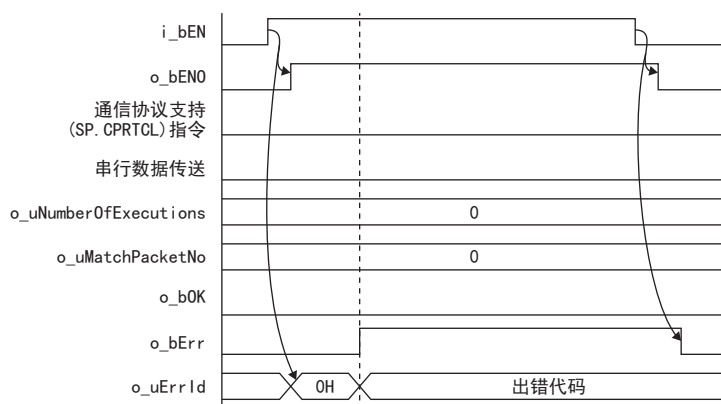 i_bEN
o_bENO
通信协议支持
(SP.CPRTCL)指令
串行数据传送
o_uNumberOfExecutions 0
o_uMatchPacketNo 0
o_bOK
o_bErr
o_uErrId 0H 出错代码